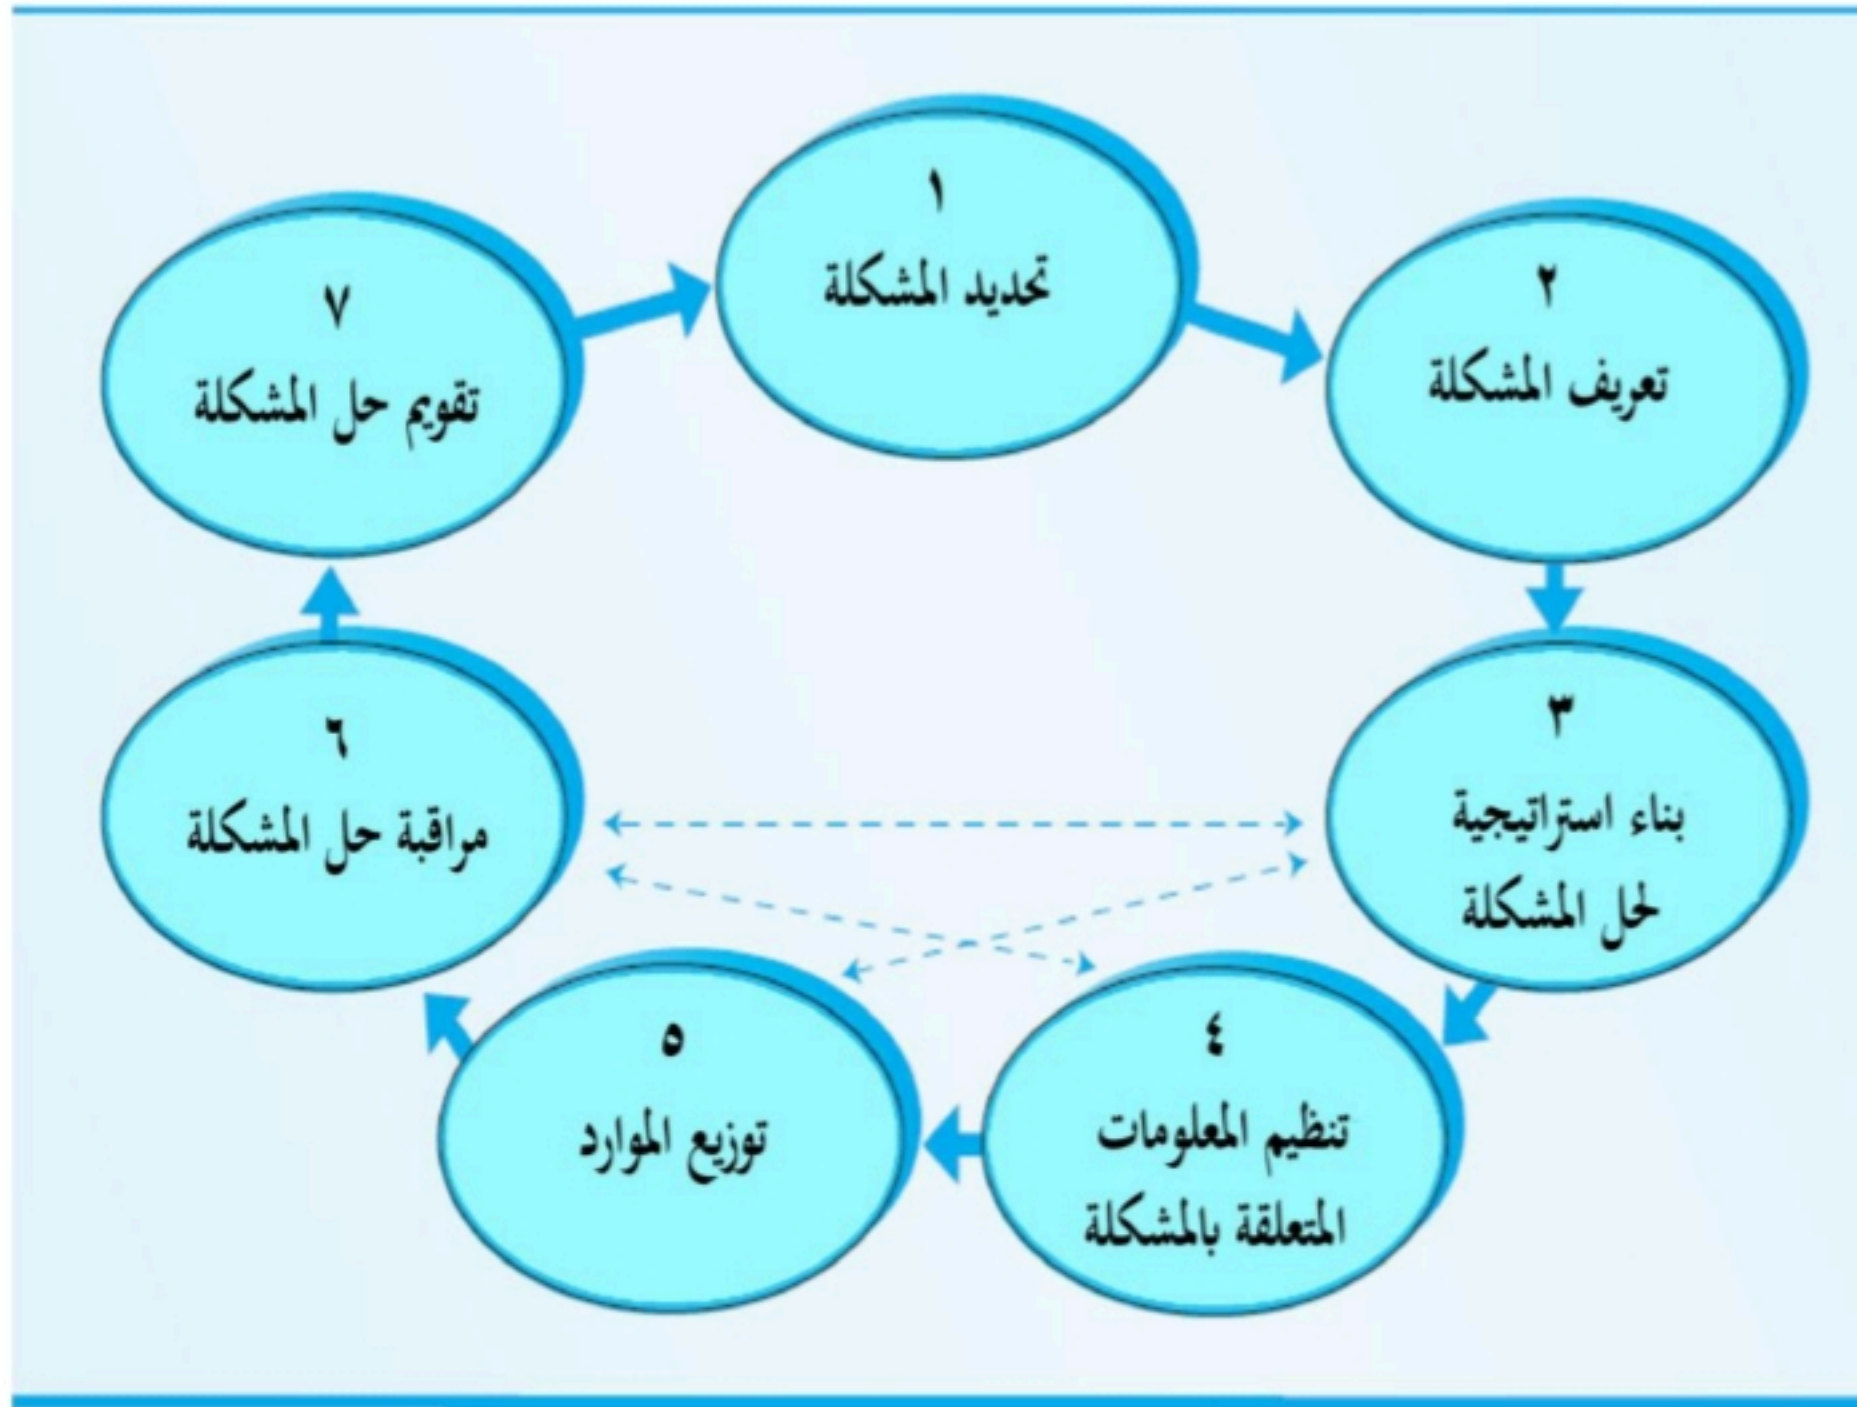 ١
تحديد المشكلة
٢
تعريف المشكلة
٣
بناء استراتيجية
لحل المشكلة
٤
تنظيم المعلومات
المتعلقة بالمشكلة
٥
توزيع الموارد
٦
مراقبة حل المشكلة
٧
تقويم حل المشكلة